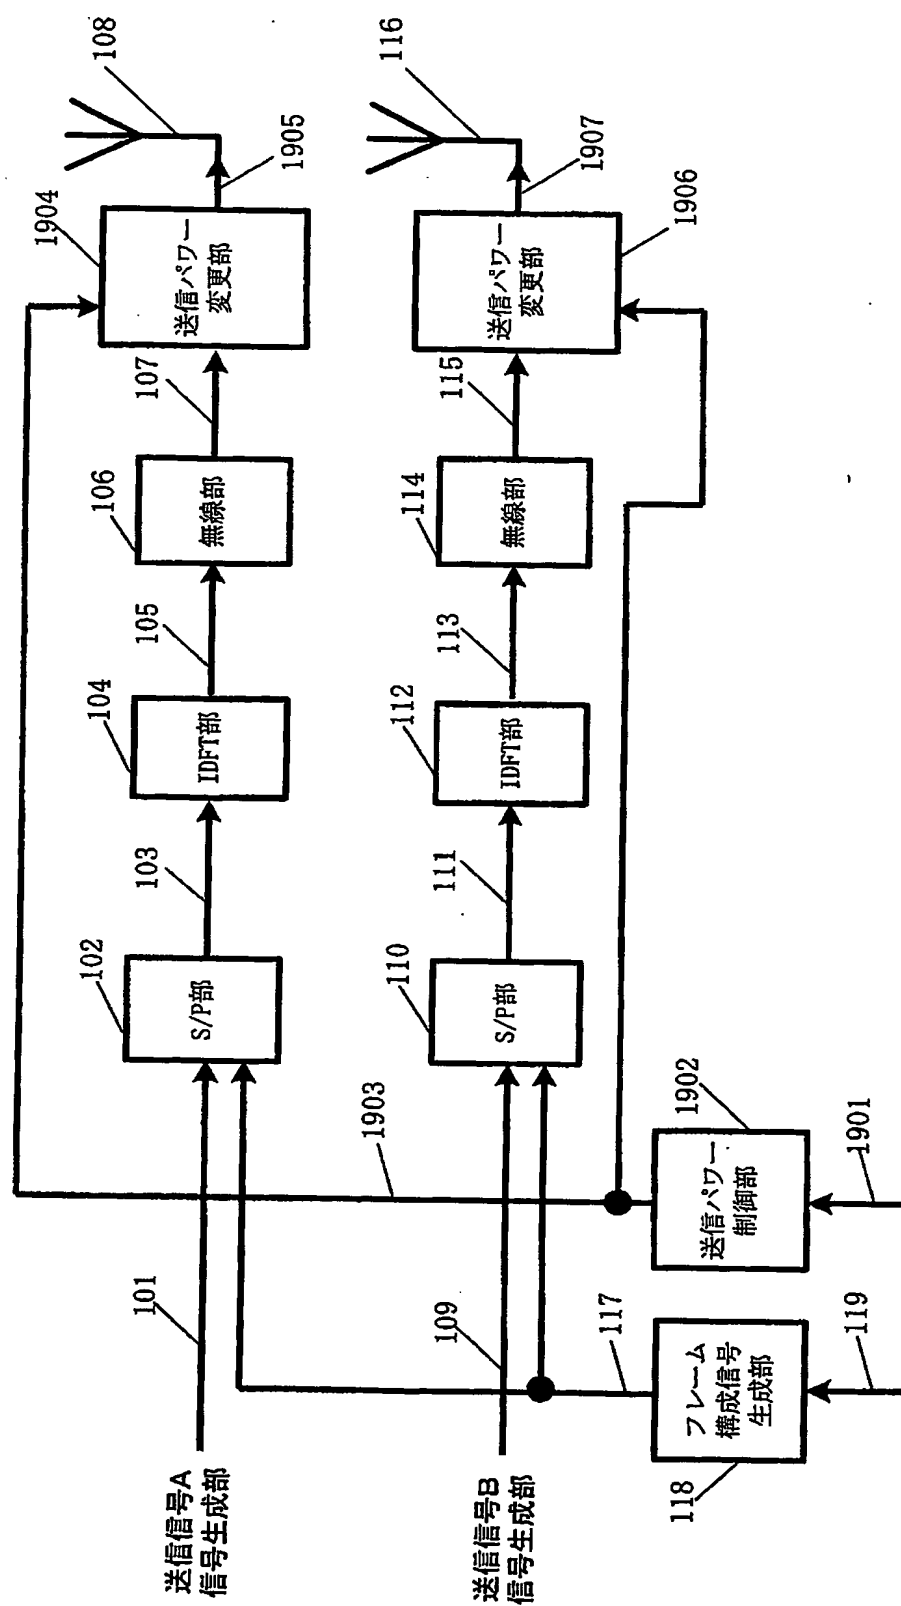 送信信号A
信号生成部
101
S/P部
102
103
IDFT部
104
105
無線部
106
107
送信パワー
変更部
1904
1905
108
送信信号B
信号生成部
109
S/P部
110
111
IDFT部
112
113
無線部
114
115
送信パワー
変更部
1906
1907
116
フレーム
構成信号
生成部
118
117
119
送信パワー
制御部
1902
1903
1901